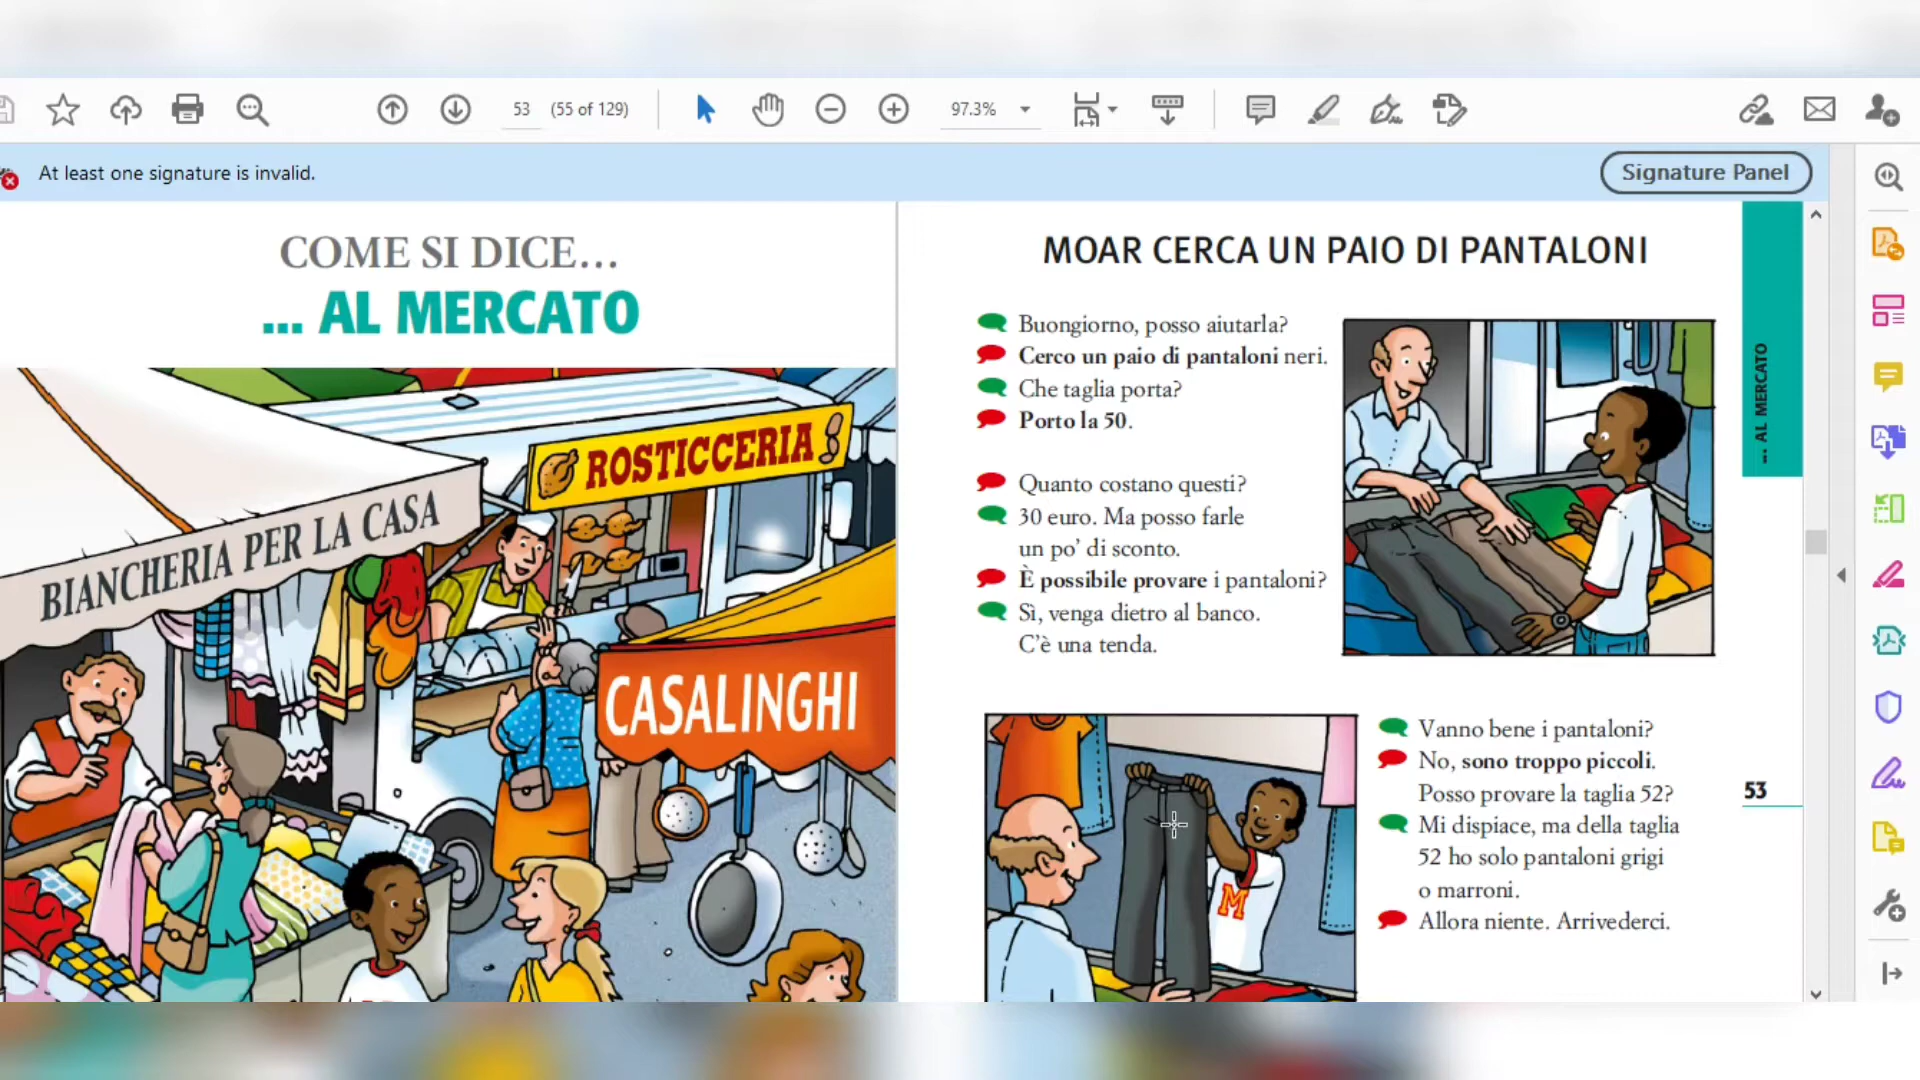 53
(55 of 129)
97.3%
At least one signature is invalid.
Signature Panel
COME SI DICE...
... AL MERCATO
ROSTICCERIA
BIANCHERIA PER LA CASA
CASALINGHI
MOAR CERCA UN PAIO DI PANTALONI
Buongiorno, posso aiutarla?
Cerco un paio di pantaloni neri.
Che taglia porta?
Porto la 50.
Quanto costano questi?
30 euro. Ma posso farle
un po' di sconto.
È possibile provare i pantaloni?
Sì, venga dietro al banco.
C'è una tenda.
M
Vanno bene i pantaloni?
No, sono troppo piccoli.
Posso provare la taglia 52?
Mi dispiace, ma della taglia
52 ho solo pantaloni grigi
o marroni.
Allora niente. Arrivederci.
... AL MERCATO
53